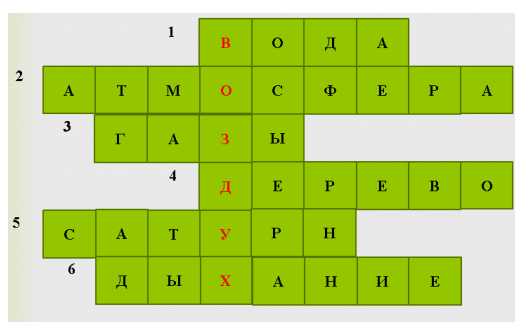 1 ВОДА
2 АТМОСФЕРА
3 ГАЗЫ
4 ДЕРЕВО
5 САТУРН
6 ДЫХАНИЕ